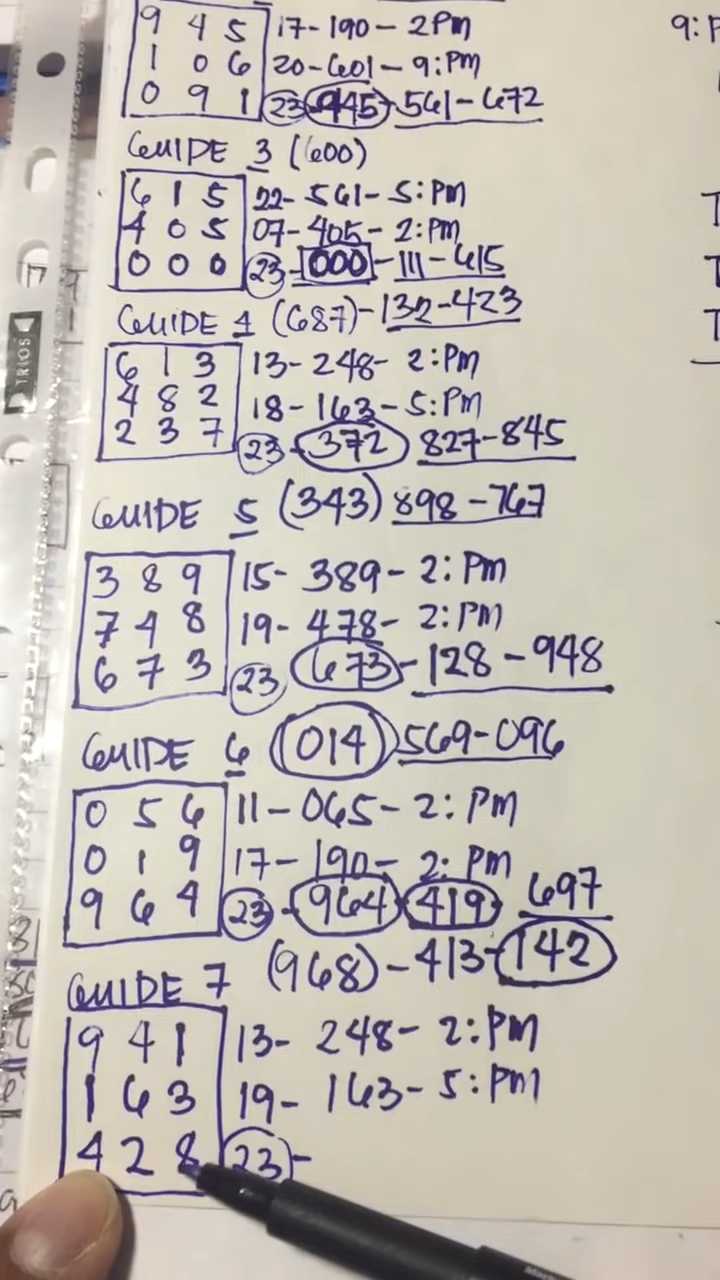 9 4 5 17-190-2Pm
1 0 6 20-601-9:Pm
0 9 1 23-945-561-672
GUIDE 3 (600)
6 1 5 22-561-5:Pm
4 0 5 07-405-2:Pm
0 0 0 23-000-111-615
GUIDE 4 (687)-132-423
6 1 3 13-248-2:Pm
4 8 2 18-163-5:Pm
2 3 7 23-372 827-845
GUIDE 5 (343) 898-767
3 8 9 15-389-2:Pm
7 4 8 19-478-2:Pm
6 7 3 23 673-128-948
GUIDE 6 (014) 569-096
0 5 6 11-065-2:Pm
0 1 9 17-190-2:Pm
9 6 4 23-964-419-697
GUIDE 7 (968)-413-142
9 4 1 13-248-2:Pm
1 6 3 19-163-5:Pm
4 2 8 23-
9:P
T
T
T
TRIOS